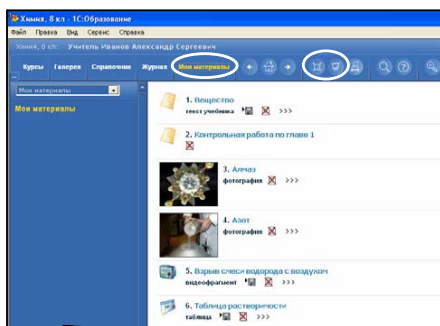 Химия, 8 кл - 1С:Образование
Файл Правка Вид Сервис Справка
Химия, 8 кл: Учитель Иванов Александр Сергеевич
Курсы Галерея Справочник Журнал Мои материалы
Мои материалы
Мои материалы
1. Вещество
текст учебника >>>
2. Контрольная работа по главе 1
3. Алмаз
фотография >>>
4. Азот
фотография >>>
5. Взрыв смеси водорода с воздухом
видеофрагмент >>>
6. Таблица растворимости
таблица >>>